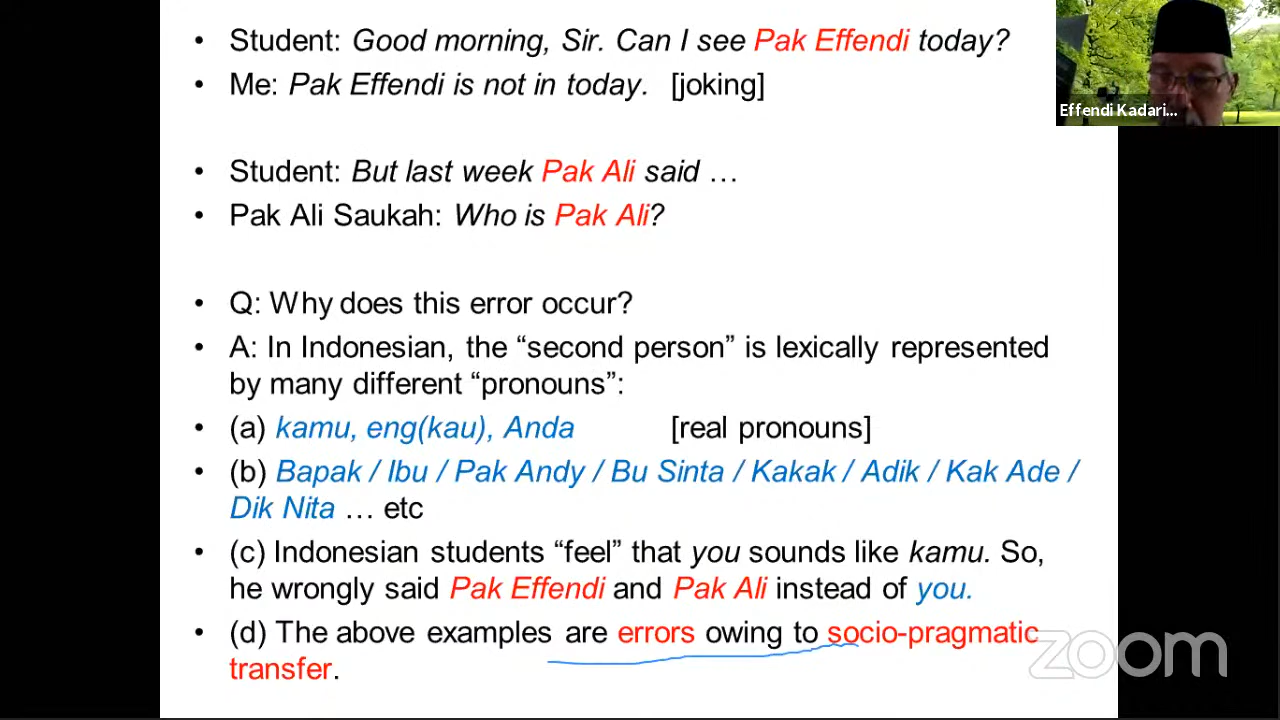 • Student: Good morning, Sir. Can I see Pak Effendi today?
• Me: Pak Effendi is not in today. [joking]
• Student: But last week Pak Ali said …
• Pak Ali Saukah: Who is Pak Ali?
• Q: Why does this error occur?
• A: In Indonesian, the “second person” is lexically represented
by many different “pronouns”:
• (a) kamu, eng(kau), Anda [real pronouns]
• (b) Bapak / Ibu / Pak Andy / Bu Sinta / Kakak / Adik / Kak Ade /
Dik Nita … etc
• (c) Indonesian students “feel” that you sounds like kamu. So,
he wrongly said Pak Effendi and Pak Ali instead of you.
• (d) The above examples are errors owing to socio-pragmatic
transfer.
Effendi Kadari...
zoom